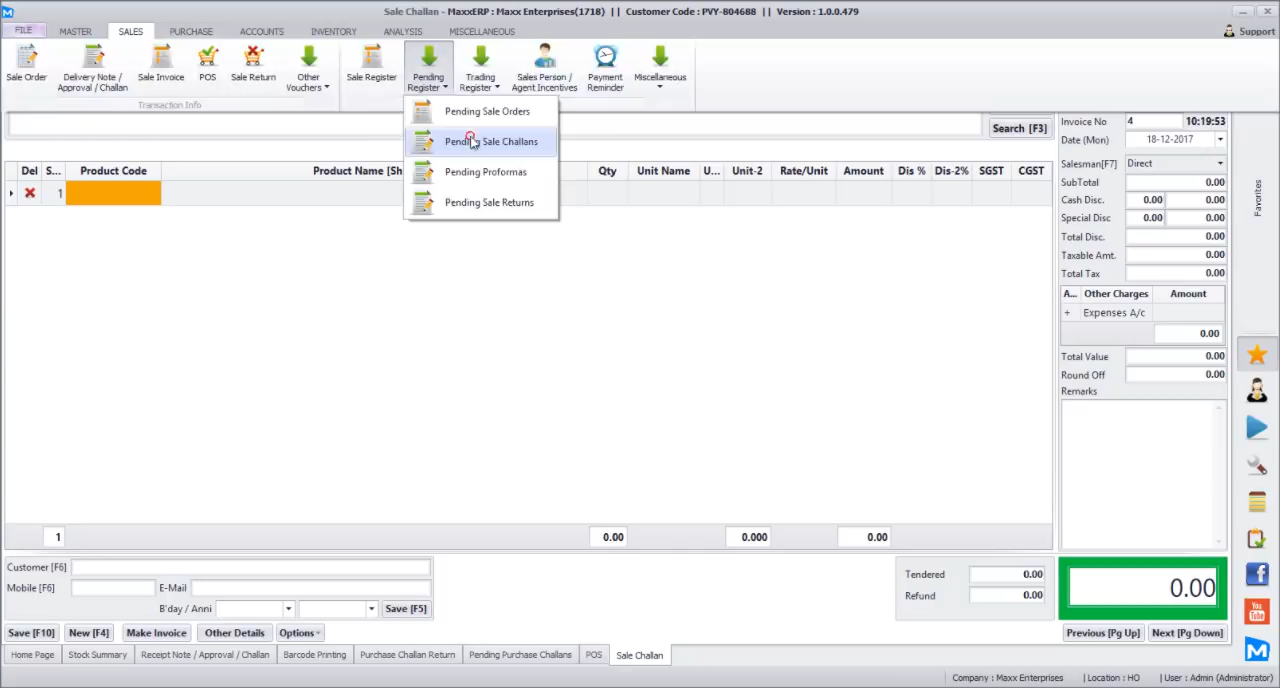 Sale Challan - MaxxERP : Maxx Enterprises(1718) || Customer Code : PVY-804688 || Version : 1.0.0.479
FILE MASTER SALES PURCHASE ACCOUNTS INVENTORY ANALYSIS MISCELLANEOUS Support
Sale Order
Delivery Note /
Approval / Challan
Sale Invoice
POS
Sale Return
Other
Vouchers
Sale Register
Pending
Register
Trading
Register
Sales Person /
Agent Incentives
Payment
Reminder
Miscellaneous
Transaction Info
Pending Sale Orders
Pending Sale Challans
Pending Proformas
Pending Sale Returns
Search [F3]
Del S... Product Code Product Name [Sh Qty Unit Name U... Unit-2 Rate/Unit Amount Dis % Dis-2% SGST CGST
1
1 0.00 0.000 0.00
Invoice No 4 10:19:53
Date (Mon) 18-12-2017
Salesman[F7] Direct
SubTotal 0.00
Cash Disc. 0.00 0.00
Special Disc 0.00 0.00
Total Disc. 0.00
Taxable Amt. 0.00
Total Tax 0.00
A... Other Charges Amount
+ Expenses A/c
0.00
Total Value 0.00
Round Off 0.00
Remarks
Favorites
Customer [F6]
Mobile [F6] E-Mail
B'day / Anni Save [F5]
Tendered 0.00
Refund 0.00
0.00
Save [F10] New [F4] Make Invoice Other Details Options Previous [Pg Up] Next [Pg Down]
Home Page Stock Summary Receipt Note / Approval / Challan Barcode Printing Purchase Challan Return Pending Purchase Challans POS Sale Challan
You
Tube
Company : Maxx Enterprises | Location : HO | User : Admin (Administrator)